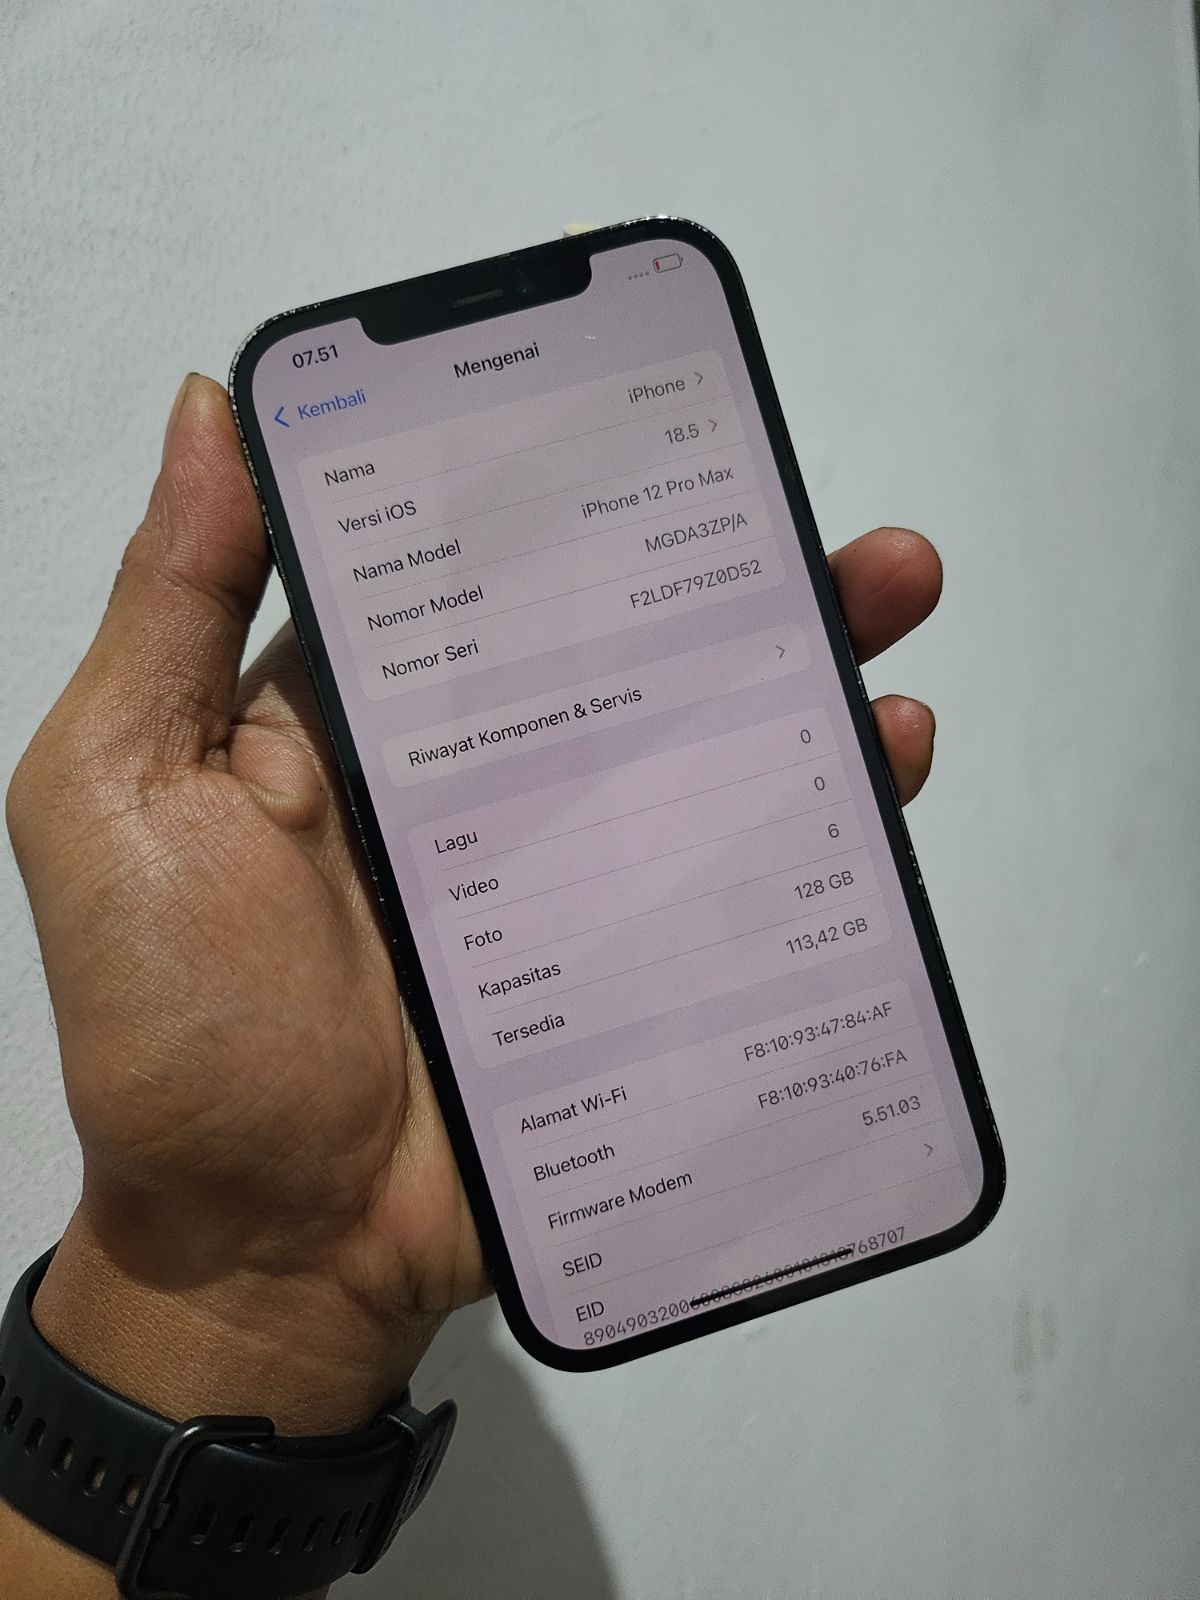 07.51
Kembali
Mengenai
Nama iPhone
Versi iOS 18.5
Nama Model iPhone 12 Pro Max
Nomor Model MGDA3ZP/A
Nomor Seri F2LDF79Z0D52
Riwayat Komponen & Servis
Lagu 0
Video 0
Foto 6
Kapasitas 128 GB
Tersedia 113,42 GB
Alamat Wi-Fi F8:10:93:47:84:AF
Bluetooth F8:10:93:40:76:FA
Firmware Modem 5.51.03
SEID
EID